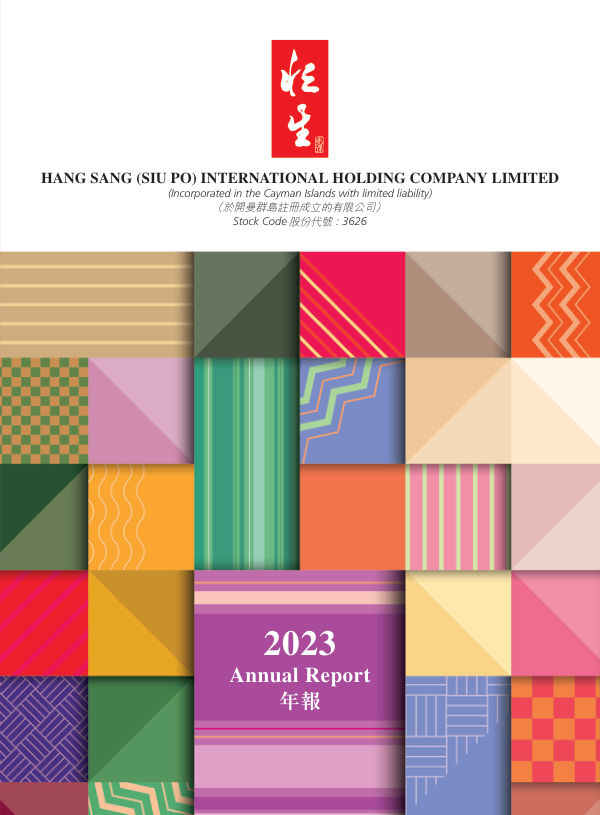 恒生
HANG SANG (SIU PO) INTERNATIONAL HOLDING COMPANY LIMITED
(Incorporated in the Cayman Islands with limited liability)
（於開曼群島註冊成立的有限公司）
Stock Code 股份代號：3626
2023
Annual Report
年報